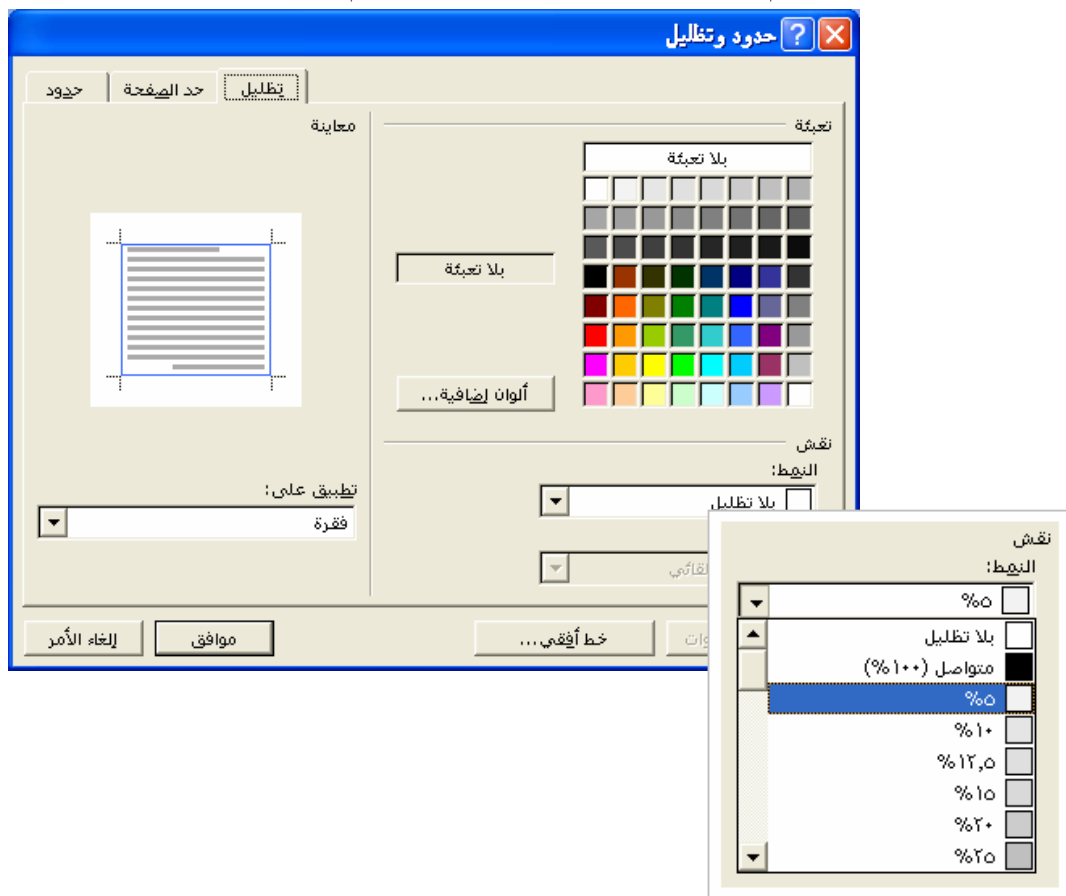 حدود وتظليل
تظليل
حد الصفحة
حدود
تعبئة
بلا تعبئة
بلا تعبئة
ألوان إضافية...
معاينة
نقش
النمط:
بلا تظليل
تطبيق على:
فقرة
خط أفقي...
موافق
إلغاء الأمر
نقش
النمط:
٥%
بلا تظليل
متواصل (١٠٠%)
٥%
١٠%
١٢,٥%
١٥%
٢٠%
٢٥%